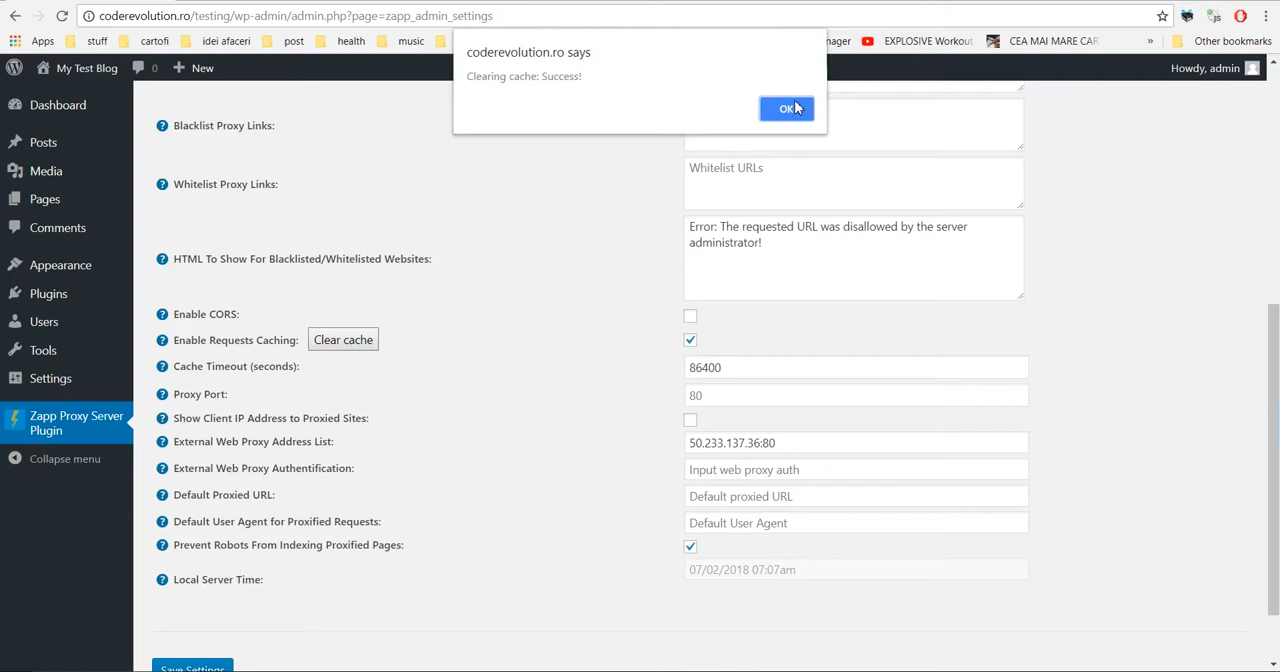 coderevolution.ro/testing/wp-admin/admin.php?page=zapp_admin_settings
Apps stuff cartofi idei afaceri post health music nager EXPLOSIVE Workout CEA MAI MARE CAR » Other bookmarks
coderevolution.ro says
Clearing cache: Success!
OK
My Test Blog 0 New Howdy, admin
Dashboard
Posts
Media
Pages
Comments
Appearance
Plugins
Users
Tools
Settings
Zapp Proxy Server
Plugin
Collapse menu
Blacklist Proxy Links:
Whitelist Proxy Links: Whitelist URLs
HTML To Show For Blacklisted/Whitelisted Websites: Error: The requested URL was disallowed by the server
administrator!
Enable CORS:
Enable Requests Caching: Clear cache
Cache Timeout (seconds): 86400
Proxy Port: 80
Show Client IP Address to Proxied Sites:
External Web Proxy Address List: 50.233.137.36:80
External Web Proxy Authentification: Input web proxy auth
Default Proxied URL: Default proxied URL
Default User Agent for Proxified Requests: Default User Agent
Prevent Robots From Indexing Proxified Pages:
Local Server Time: 07/02/2018 07:07am
Save Settings